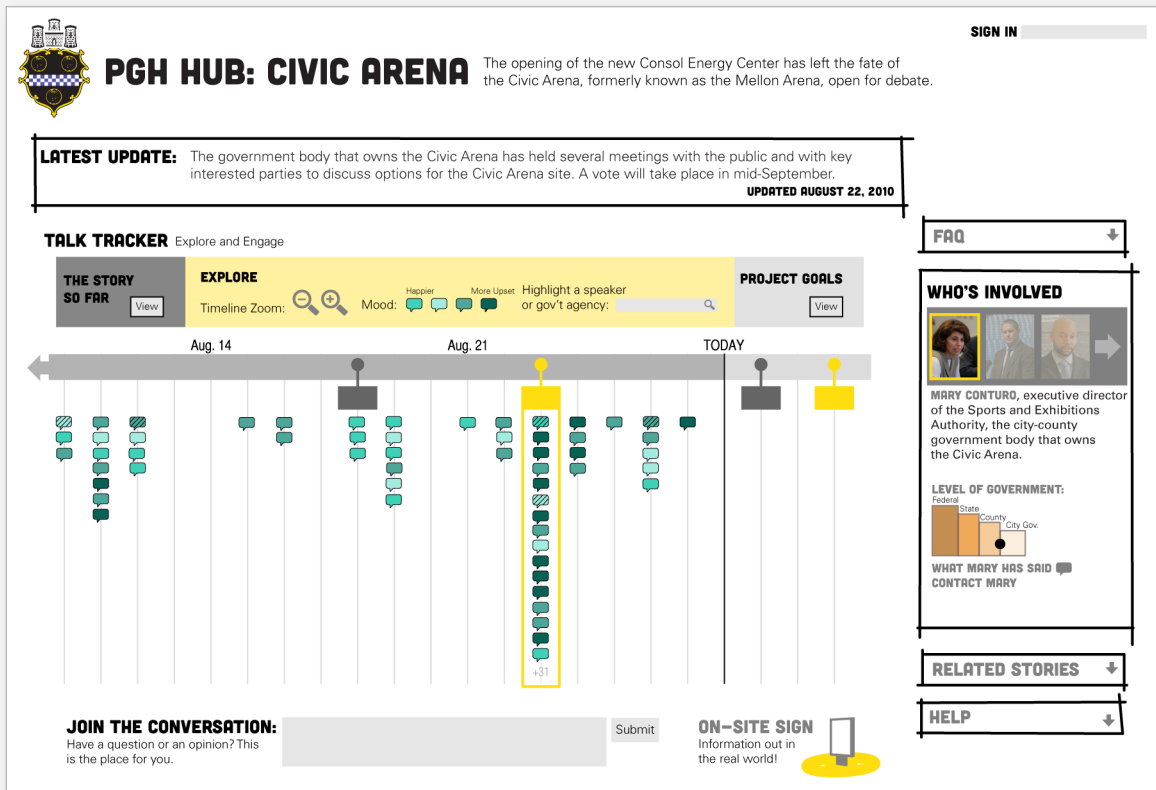 SIGN IN
PGH HUB: CIVIC ARENA
The opening of the new Consol Energy Center has left the fate of
the Civic Arena, formerly known as the Mellon Arena, open for debate.
LATEST UPDATE:
The government body that owns the Civic Arena has held several meetings with the public and with key
interested parties to discuss options for the Civic Arena site. A vote will take place in mid-September.
UPDATED AUGUST 22, 2010
TALK TRACKER Explore and Engage
THE STORY
SO FAR
View
EXPLORE
Timeline Zoom:
Mood:
Happier
More Upset
Highlight a speaker
or gov't agency:
PROJECT GOALS
View
Aug. 14
Aug. 21
TODAY
+31
FAQ
WHO'S INVOLVED
MARY CONTURO, executive director
of the Sports and Exhibitions
Authority, the city-county
government body that owns
the Civic Arena.
LEVEL OF GOVERNMENT:
Federal
State
County
City Gov.
WHAT MARY HAS SAID
CONTACT MARY
RELATED STORIES
HELP
JOIN THE CONVERSATION:
Have a question or an opinion? This
is the place for you.
Submit
ON-SITE SIGN
Information out in
the real world!